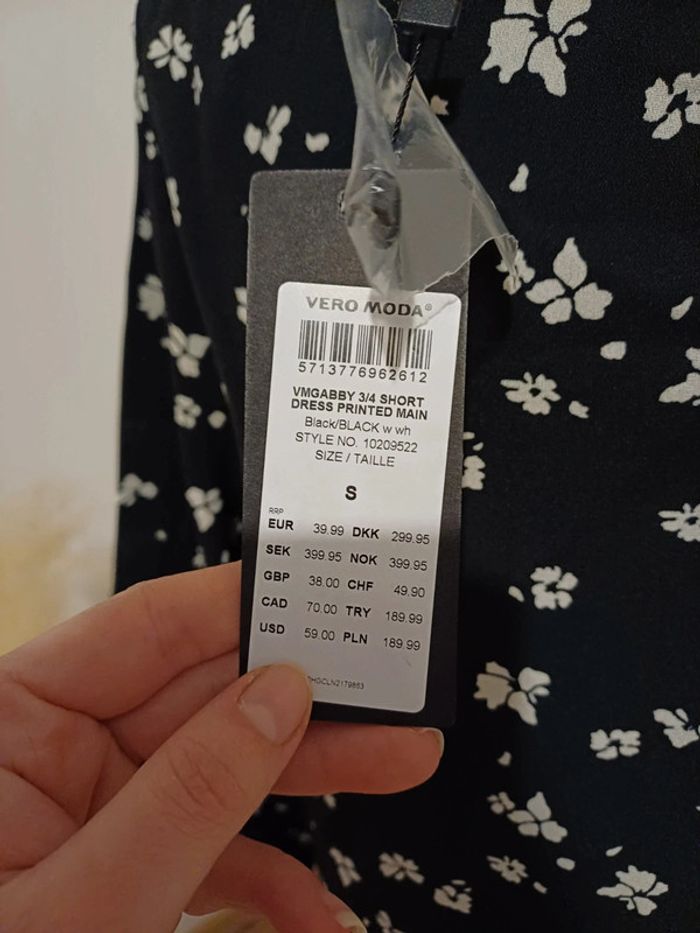 VERO MODA®
5713776962612
VMGABBY 3/4 SHORT
DRESS PRINTED MAIN
Black/BLACK w wh
STYLE NO. 10209522
SIZE / TAILLE
S
RRP
EUR 39.99 DKK 299.95
SEK 399.95 NOK 399.95
GBP 38.00 CHF 49.90
CAD 70.00 TRY 189.99
USD 59.00 PLN 189.99